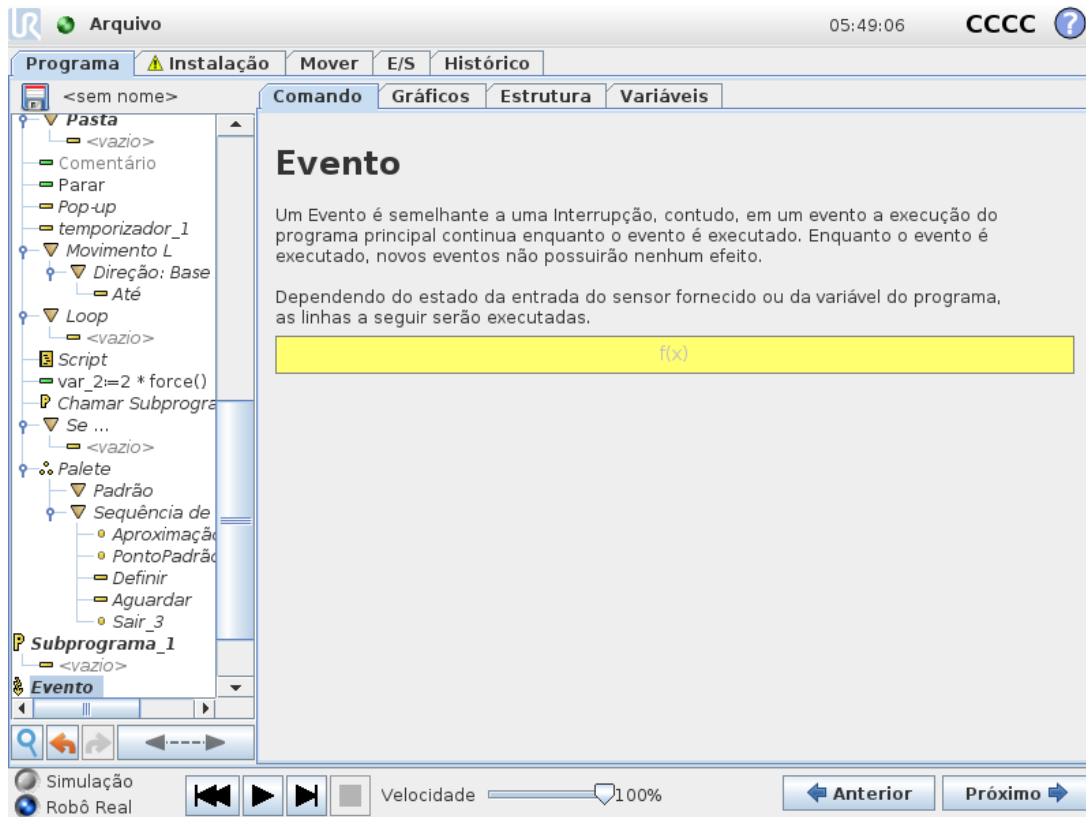 Arquivo
05:49:06
CCCC
?
Programa
Instalação
Mover
E/S
Histórico
<sem nome>
Comando
Gráficos
Estrutura
Variáveis
Pasta
<vazio>
Comentário
Parar
Pop-up
temporizador_1
Movimento L
Direção: Base
Até
Loop
<vazio>
Script
var_2:=2 * force()
Chamar Subprogra
Se ...
<vazio>
Palete
Padrão
Sequência de
Aproximação
PontoPadrão
Definir
Aguardar
Sair_3
Subprograma_1
<vazio>
Evento
Evento
Um Evento é semelhante a uma Interrupção, contudo, em um evento a execução do
programa principal continua enquanto o evento é executado. Enquanto o evento é
executado, novos eventos não possuirão nenhum efeito.
Dependendo do estado da entrada do sensor fornecido ou da variável do programa,
as linhas a seguir serão executadas.
f(x)
Simulação
Robô Real
Velocidade
100%
Anterior
Próximo